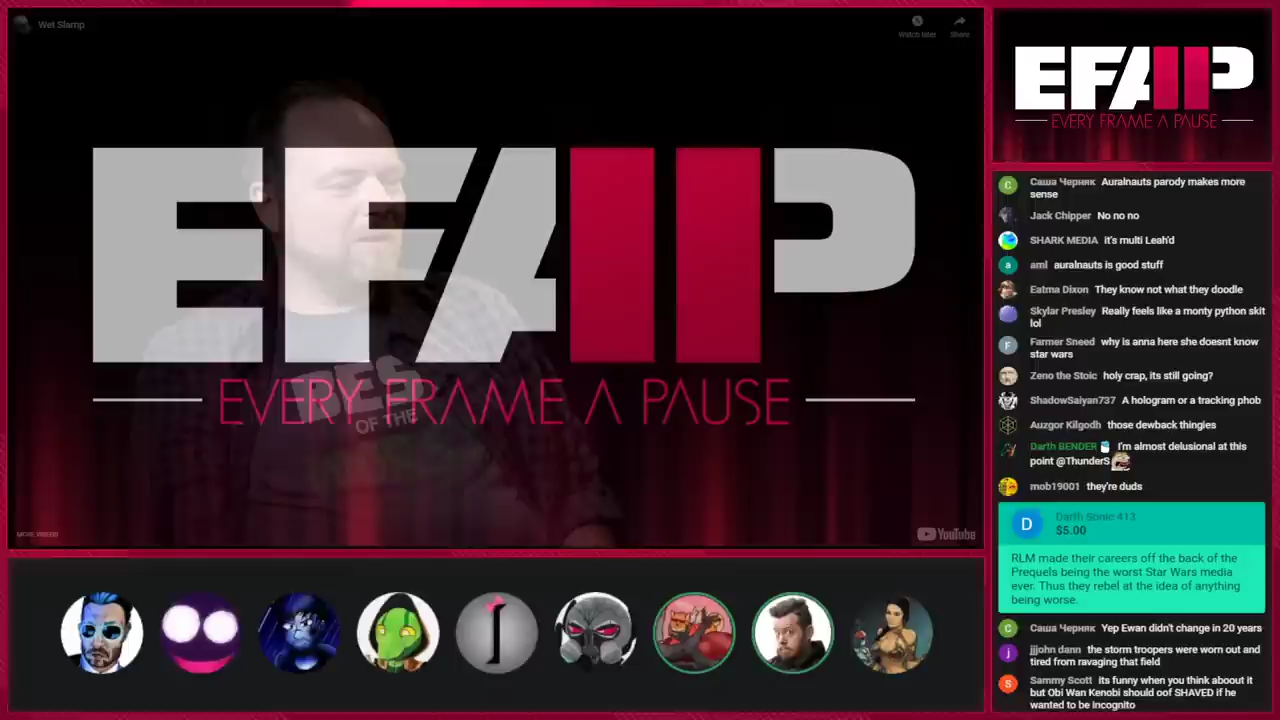 Wet Slamp
Watch later
Share
EFAP
EVERY FRAME A PAUSE
OF THE
MORE VIDEOS
YouTube
EFAP
EVERY FRAME A PAUSE
Саша Черняк Auralnauts parody makes more
sense
Jack Chipper No no no
SHARK MEDIA it's multi Leah'd
aml auralnauts is good stuff
Eatma Dixon They know not what they doodle
Skylar Presley Really feels like a monty python skit
lol
Farmer Sneed why is anna here she doesnt know
star wars
Zeno the Stoic holy crap, its still going?
ShadowSaiyan737 A hologram or a tracking phob
Auzgor Kilgodh those dewback thingies
Darth BENDER I'm almost delusional at this
point @ThunderS
mob19001 they're duds
D
Darth Sonic 413
$5.00
RLM made their careers off the back of the
Prequels being the worst Star Wars media
ever. Thus they rebel at the idea of anything
being worse.
Саша Черняк Yep Ewan didn't change in 20 years
jjjohn dann the storm troopers were worn out and
tired from ravaging that field
Sammy Scott its funny when you think aboout it
but Obi Wan Kenobi should oof SHAVED if he
wanted to be incognito